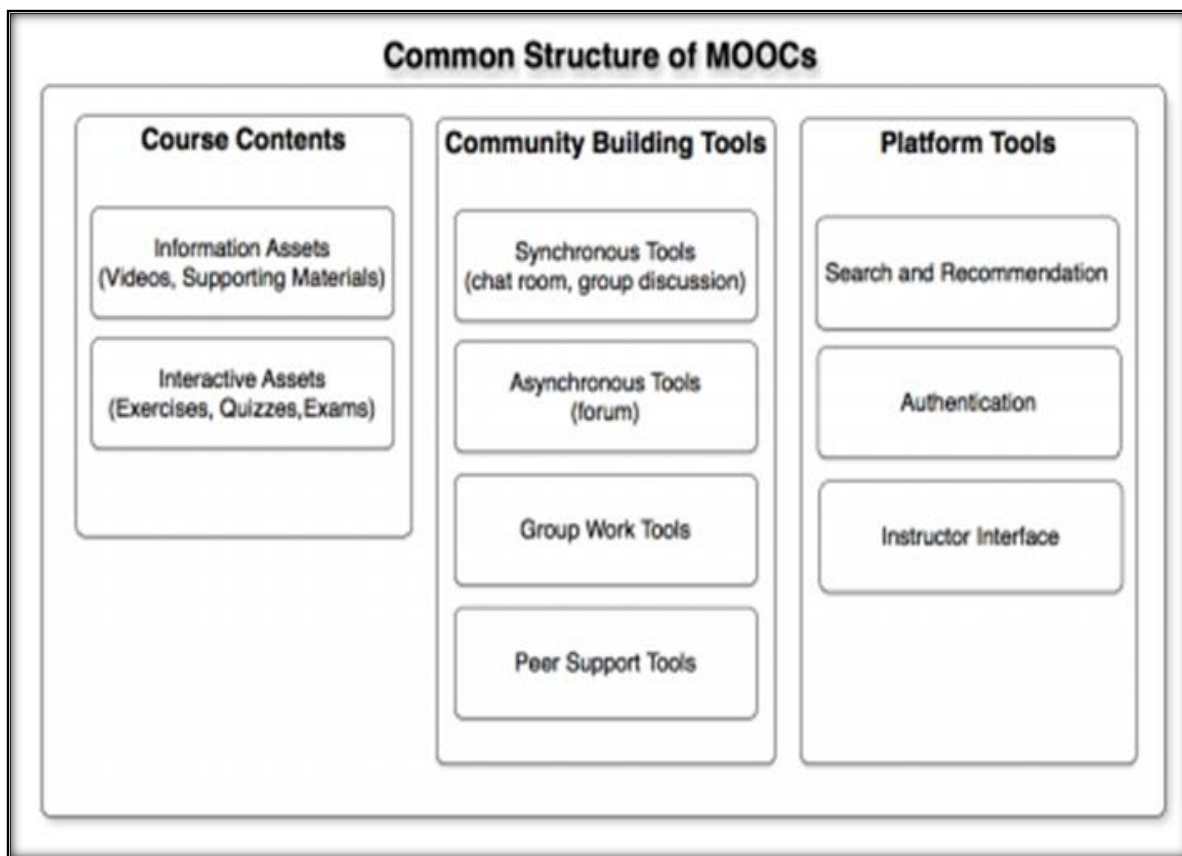 Common Structure of MOOCs
Course Contents
Information Assets
(Videos, Supporting Materials)
Interactive Assets
(Exercises, Quizzes,Exams)
Community Building Tools
Synchronous Tools
(chat room, group discussion)
Asynchronous Tools
(forum)
Group Work Tools
Peer Support Tools
Platform Tools
Search and Recommendation
Authentication
Instructor Interface